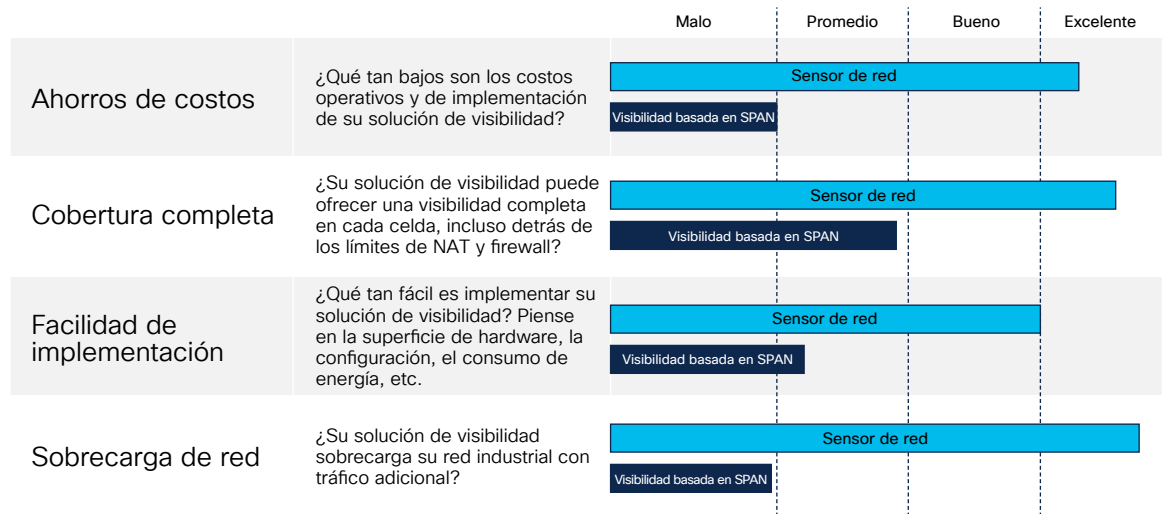 Malo Promedio Bueno Excelente
Ahorros de costos
¿Qué tan bajos son los costos
operativos y de implementación
de su solución de visibilidad?
Sensor de red
Visibilidad basada en SPAN
Cobertura completa
¿Su solución de visibilidad puede
ofrecer una visibilidad completa
en cada celda, incluso detrás de
los límites de NAT y firewall?
Sensor de red
Visibilidad basada en SPAN
Facilidad de
implementación
¿Qué tan fácil es implementar su
solución de visibilidad? Piense
en la superficie de hardware, la
configuración, el consumo de
energía, etc.
Sensor de red
Visibilidad basada en SPAN
Sobrecarga de red
¿Su solución de visibilidad
sobrecarga su red industrial con
tráfico adicional?
Sensor de red
Visibilidad basada en SPAN